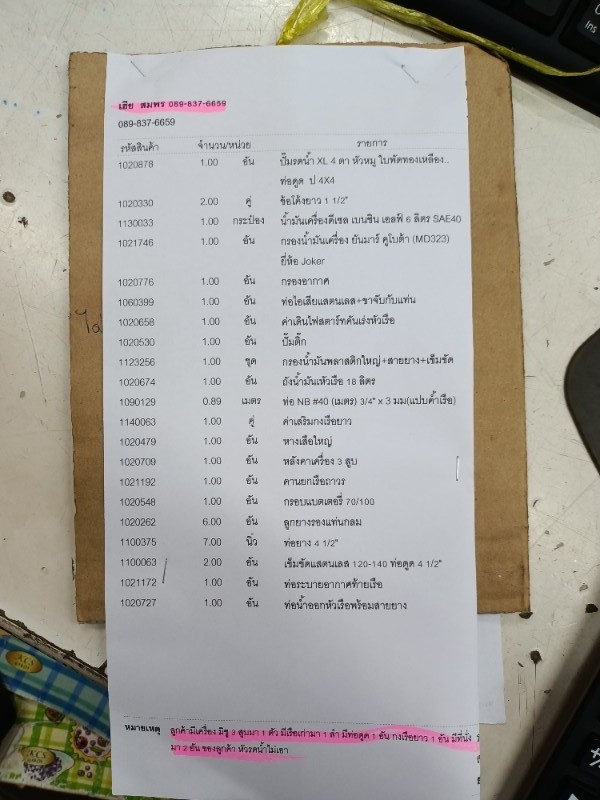 เฮีย สมพร 089-837-6659
089-837-6659
รหัสสินค้า จำนวน/หน่วย รายการ
1020878 1.00 อัน ปั๊มรดน้ำ XL 4 ตา หัวหมู ใบพัดทองเหลือง..
ท่อดูด ป 4X4
1020330 2.00 คู่ ข้อโค้งยาว 1 1/2"
1130033 1.00 กระป๋อง น้ำมันเครื่องดีเซล เบนซิน เอลฟ์ 6 ลิตร SAE40
1021746 1.00 อัน กรองน้ำมันเครื่อง ยันมาร์ คูโบต้า (MD323)
ยี่ห้อ Joker
1020776 1.00 อัน กรองอากาศ
1060399 1.00 อัน ท่อไอเสียแสตนเลส+ขาจับกับแท่น
1020658 1.00 อัน ค่าเดินไฟสตาร์ทคันเร่งหัวเรือ
1020530 1.00 อัน ปั๊มติ๊ก
1123256 1.00 ชุด กรองน้ำมันพลาสติกใหญ่+สายยาง+เข็มขัด
1020674 1.00 อัน ถังน้ำมันหัวเรือ 18 ลิตร
1090129 0.89 เมตร ท่อ NB #40 (เมตร) 3/4" x 3 มม(แปบค้ำเรือ)
1140063 1.00 คู่ ค่าเสริมกงเรือยาว
1020479 1.00 อัน หางเสือใหญ่
1020709 1.00 อัน หลังคาเครื่อง 3 สูบ
1021192 1.00 อัน คานยกเรือถาวร
1020548 1.00 อัน กรอบแบตเตอรี่ 70/100
1020262 6.00 อัน ลูกยางรองแท่นกลม
1100375 7.00 นิ้ว ท่อยาง 4 1/2"
1100063 2.00 อัน เข็มขัดแสตนเลส 120-140 ท่อดูด 4 1/2"
1021172 1.00 อัน ท่อระบายอากาศท้ายเรือ
1020727 1.00 อัน ท่อน้ำออกหัวเรือพร้อมสายยาง
หมายเหตุ ลูกค้ามีเครื่อง มิซู 3 สูบมา 1 ตัว มีเรือเก่ามา 1 ลำ มีท่อดูด 1 อัน กงเรือยาว 1 อัน มีที่นั่ง
มา 2 อัน ของลูกค้า หัวรดน้ำไม่เอา